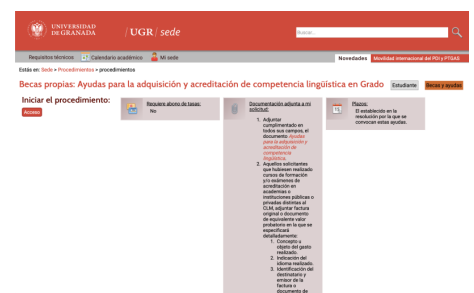 UNIVERSIDAD
DE GRANADA
/ UGR / sede
Buscar...
Requisitos técnicos
Calendario académico
Mi sede
Novedades
Movilidad internacional del PDI y PTGAS
Estás en: Sede » Procedimientos » procedimientos
Becas propias: Ayudas para la adquisición y acreditación de competencia lingüística en Grado
Estudiante
Becas y ayudas
Iniciar el procedimiento:
Acceso
Requiere abono de tasas:
No
Documentación adjunta a mi
solicitud:
1. Adjuntar
cumplimentado en
todos sus campos, el
documento Ayudas
para la adquisición y
acreditación de
competencia
lingüística.
2. Aquellos solicitantes
que hubiesen realizado
cursos de formación
y/o exámenes de
acreditación en
academias o
instituciones públicas o
privadas distintas al
CLM, adjuntar factura
original o documento
de equivalente valor
probatorio en la que se
especificará
detalladamente:
1. Concepto u
objeto del gasto
realizado.
2. Indicación del
idioma realizado.
3. Identificación del
destinatario y
emisor de la
factura o
documento de
Plazos:
El establecido en la
resolución por la que se
convocan estas ayudas.